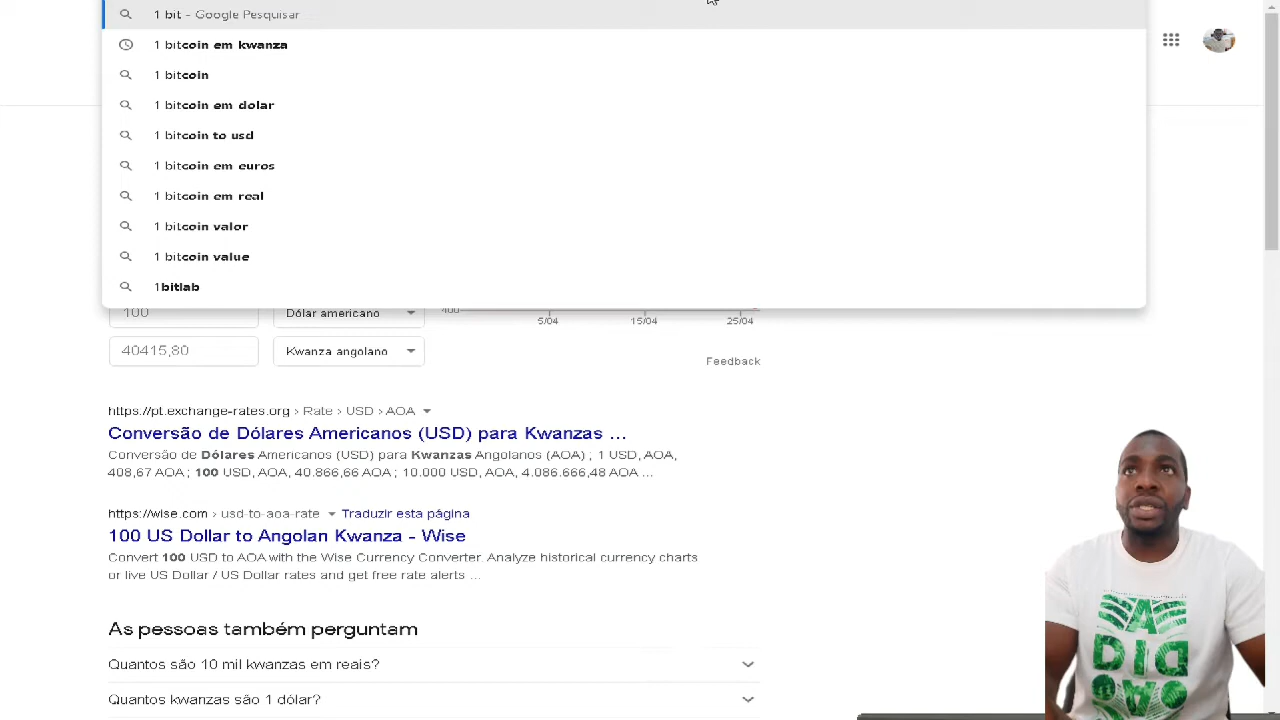 1 bit - Google Pesquisar
1 bitcoin em kwanza
1 bitcoin
1 bitcoin em dolar
1 bitcoin to usd
1 bitcoin em euros
1 bitcoin em real
1 bitcoin valor
1 bitcoin value
1bitlab
100 Dólar americano
400
5/04 15/04 25/04
40415,80 Kwanza angolano
Feedback
https://pt.exchange-rates.org › Rate › USD › AOA
Conversão de Dólares Americanos (USD) para Kwanzas ...
Conversão de Dólares Americanos (USD) para Kwanzas Angolanos (AOA) ; 1 USD, AOA,
408,67 AOA ; 100 USD, AOA, 40.866,66 AOA ; 10.000 USD, AOA, 4.086.666,48 AOA ...
https://wise.com › usd-to-aoa-rate Traduzir esta página
100 US Dollar to Angolan Kwanza - Wise
Convert 100 USD to AOA with the Wise Currency Converter. Analyze historical currency charts
or live US Dollar / US Dollar rates and get free rate alerts ...
As pessoas também perguntam
Quantos são 10 mil kwanzas em reais?
Quantos kwanzas são 1 dólar?